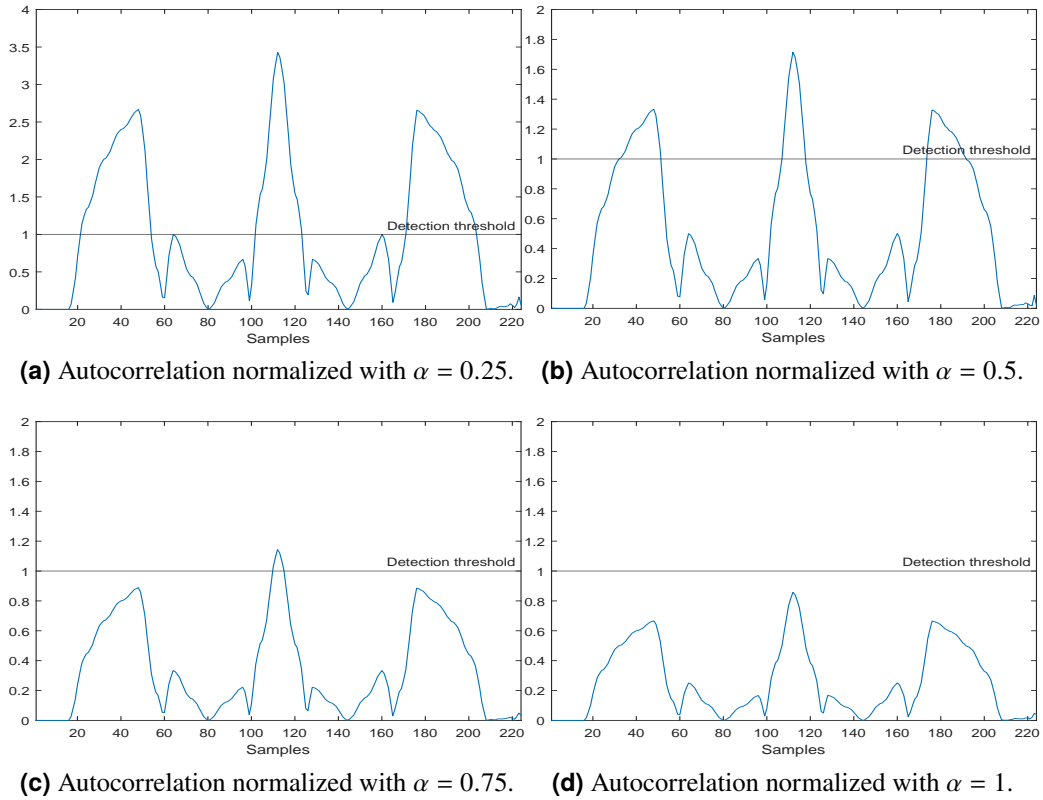 4
3.5
3
2.5
2
1.5
1
0.5
0
Detection threshold
20 40 60 80 100 120 140 160 180 200 220
Samples
(a) Autocorrelation normalized with α = 0.25.
2
1.8
1.6
1.4
1.2
1
0.8
0.6
0.4
0.2
0
Detection threshold
20 40 60 80 100 120 140 160 180 200 220
Samples
(b) Autocorrelation normalized with α = 0.5.
2
1.8
1.6
1.4
1.2
1
0.8
0.6
0.4
0.2
0
Detection threshold
20 40 60 80 100 120 140 160 180 200 220
Samples
(c) Autocorrelation normalized with α = 0.75.
2
1.8
1.6
1.4
1.2
1
0.8
0.6
0.4
0.2
0
Detection threshold
20 40 60 80 100 120 140 160 180 200 220
Samples
(d) Autocorrelation normalized with α = 1.